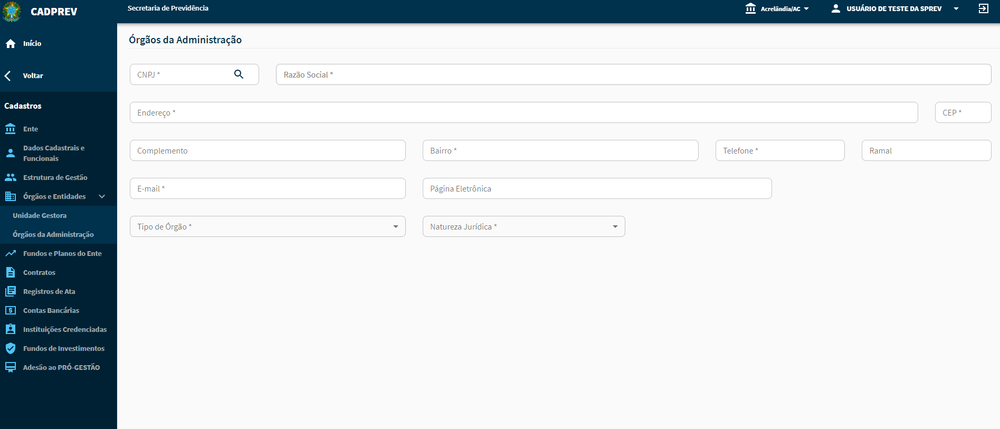 CADPREV
Secretaria de Previdência
Acrelândia/AC
USUÁRIO DE TESTE DA SPREV
Início
Voltar
Cadastros
Ente
Dados Cadastrais e
Funcionais
Estrutura de Gestão
Órgãos e Entidades
Unidade Gestora
Órgãos da Administração
Fundos e Planos do Ente
Contratos
Registros de Ata
Contas Bancárias
Instituições Credenciadas
Fundos de Investimentos
Adesão ao PRÓ-GESTÃO
Órgãos da Administração
CNPJ *
Razão Social *
Endereço *
CEP *
Complemento
Bairro *
Telefone *
Ramal
E-mail *
Página Eletrônica
Tipo de Órgão *
Natureza Jurídica *